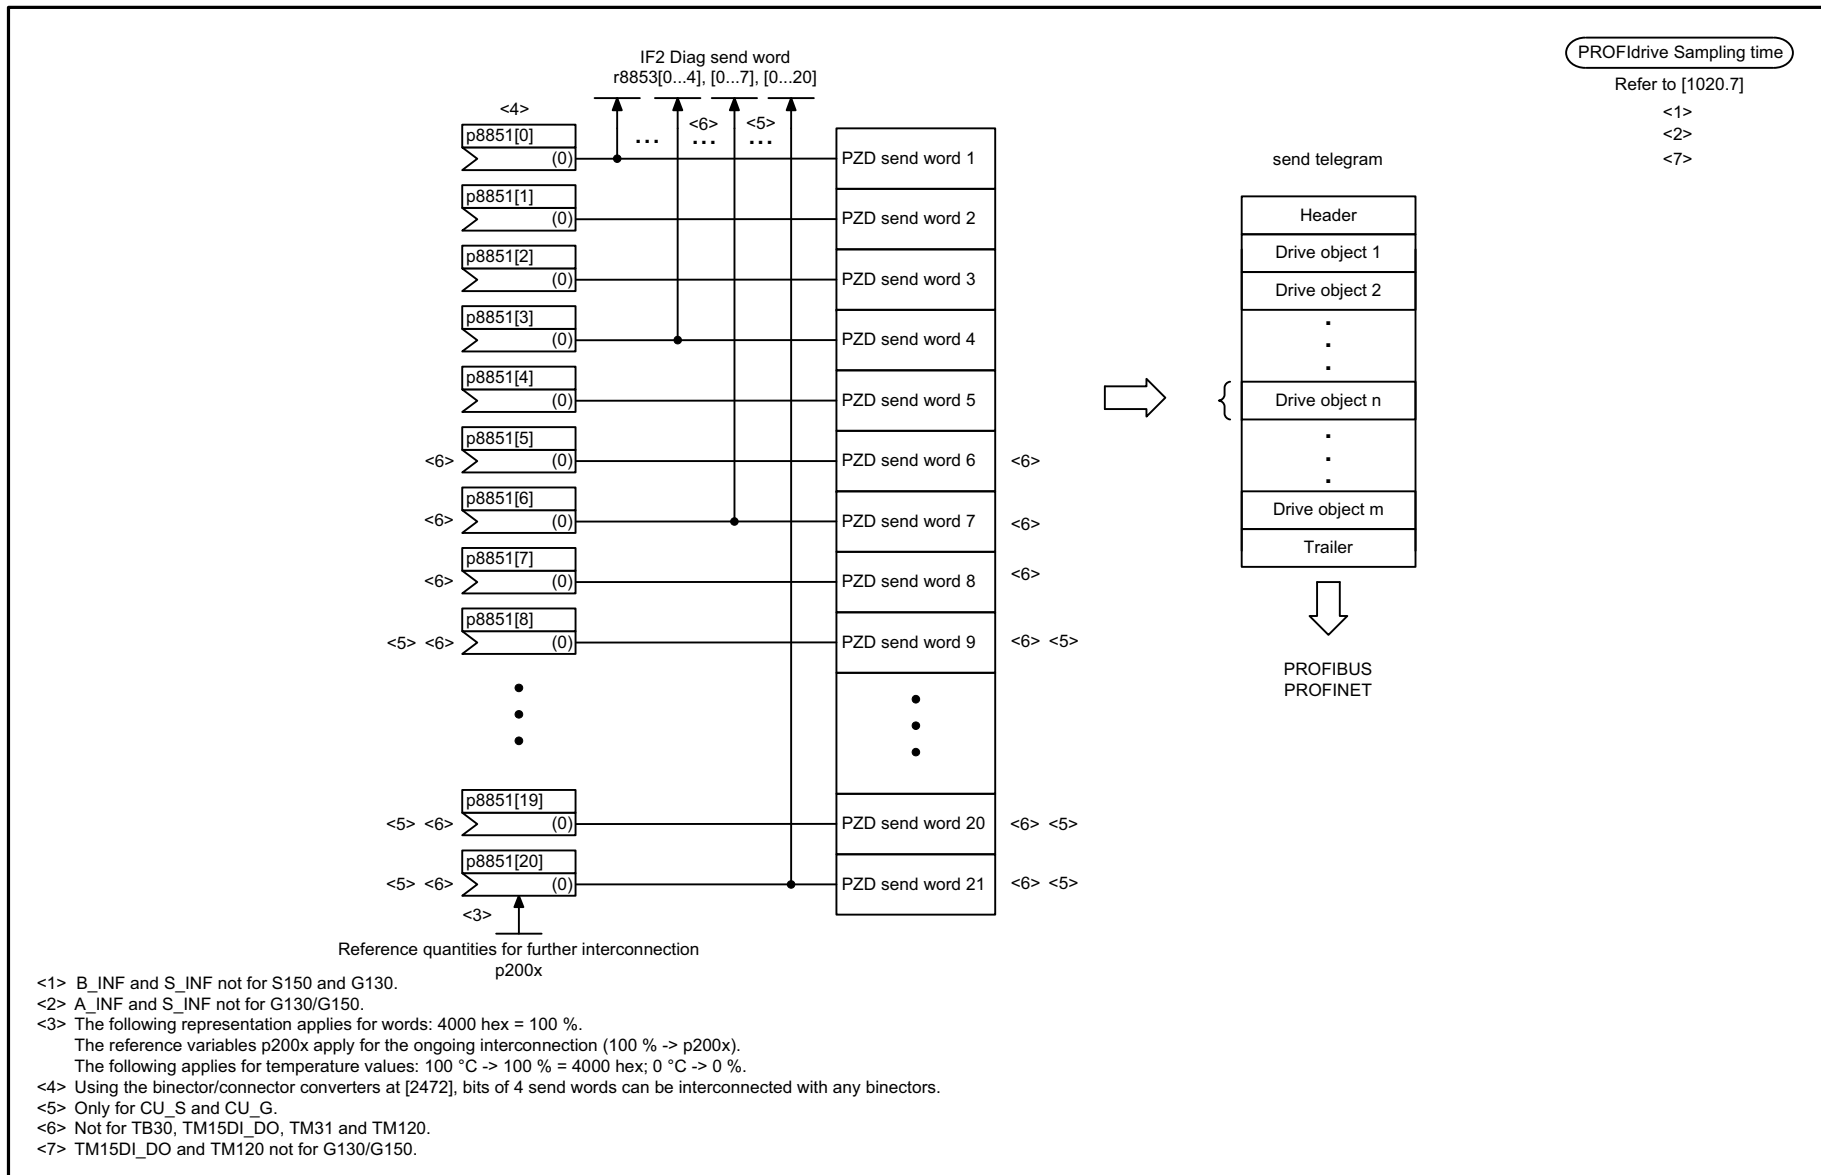 IF2 Diag send word
r8853[0...4], [0...7], [0...20]
PROFIdrive Sampling time
Refer to [1020.7]
<1>
<2>
<7>
<4>
<6>
<5>
... ... ...
p8851[0]
(0)
PZD send word 1
p8851[1]
(0)
PZD send word 2
p8851[2]
(0)
PZD send word 3
p8851[3]
(0)
PZD send word 4
p8851[4]
(0)
PZD send word 5
p8851[5]
<6> (0)
PZD send word 6 <6>
p8851[6]
<6> (0)
PZD send word 7 <6>
p8851[7]
<6> (0)
PZD send word 8 <6>
p8851[8]
<5> <6> (0)
PZD send word 9 <6> <5>
p8851[19]
<5> <6> (0)
PZD send word 20 <6> <5>
p8851[20]
<5> <6> (0)
PZD send word 21 <6> <5>
<3>
Reference quantities for further interconnection
p200x
send telegram
Header
Drive object 1
Drive object 2
Drive object n
Drive object m
Trailer
PROFIBUS
PROFINET
<1> B_INF and S_INF not for S150 and G130.
<2> A_INF and S_INF not for G130/G150.
<3> The following representation applies for words: 4000 hex = 100 %.
The reference variables p200x apply for the ongoing interconnection (100 % -> p200x).
The following applies for temperature values: 100 °C -> 100 % = 4000 hex; 0 °C -> 0 %.
<4> Using the binector/connector converters at [2472], bits of 4 send words can be interconnected with any binectors.
<5> Only for CU_S and CU_G.
<6> Not for TB30, TM15DI_DO, TM31 and TM120.
<7> TM15DI_DO and TM120 not for G130/G150.